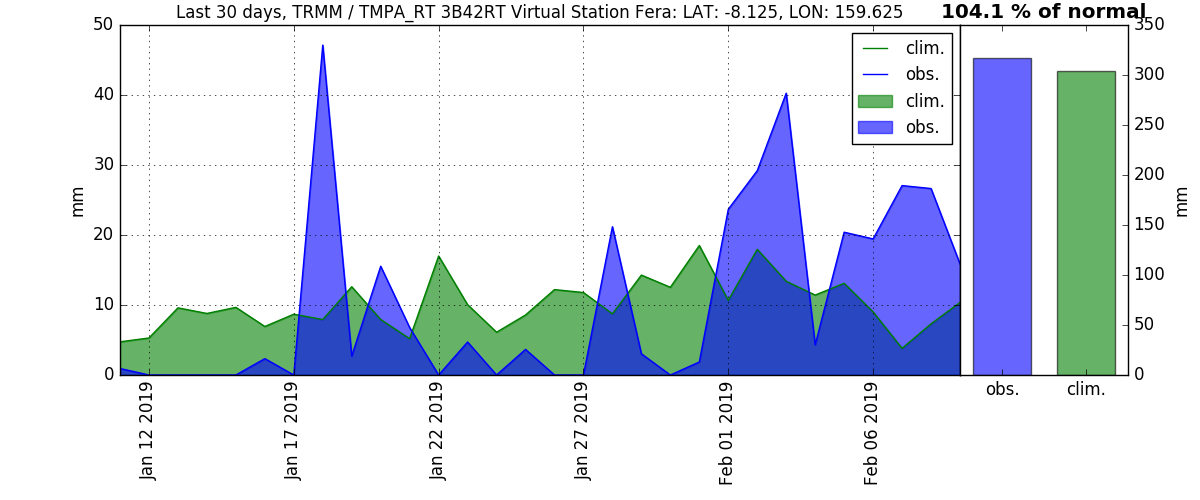 Last 30 days, TRMM / TMPA_RT 3B42RT Virtual Station Fera: LAT: -8.125, LON: 159.625
104.1 % of normal
50
40
30
20
10
0
mm
clim.
obs.
clim.
obs.
Jan 12 2019
Jan 17 2019
Jan 22 2019
Jan 27 2019
Feb 01 2019
Feb 06 2019
350
300
250
200
150
100
50
0
mm
obs.
clim.